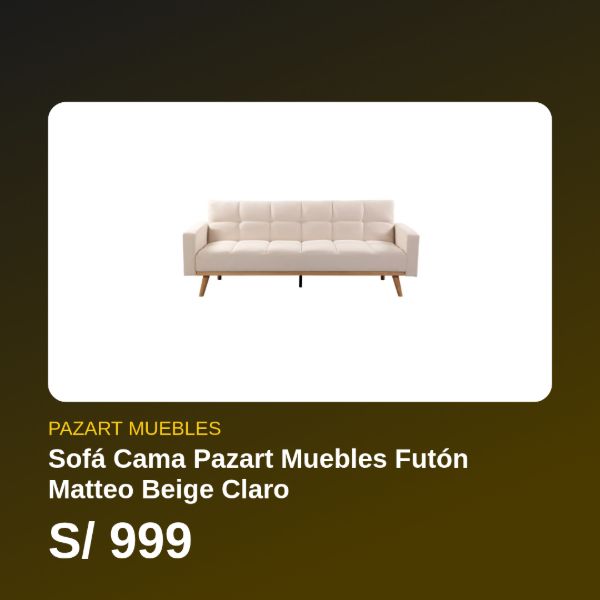 PAZART MUEBLES
Sofá Cama Pazart Muebles Futón
Matteo Beige Claro
S/ 999